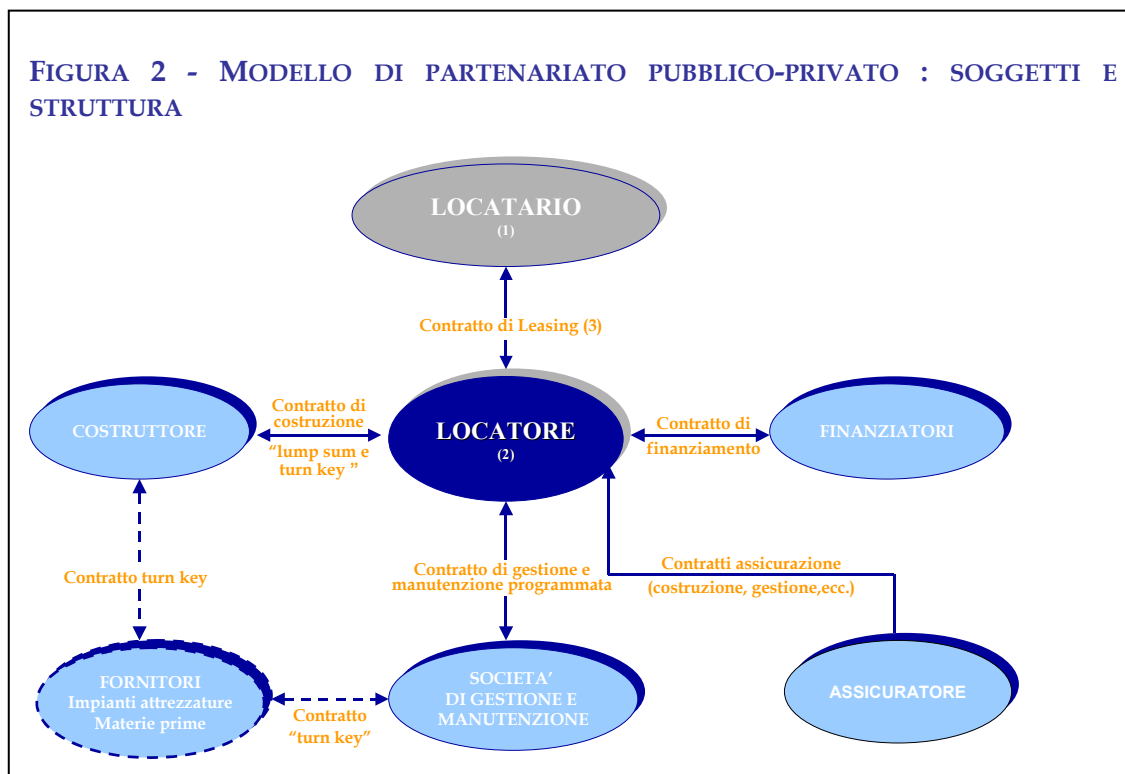 FIGURA 2 - MODELLO DI PARTENARIATO PUBBLICO-PRIVATO : SOGGETTI E
STRUTTURA
LOCATARIO
(1)
Contratto di Leasing (3)
COSTRUTTORE
Contratto di
costruzione
“lump sum e
turn key ”
LOCATORE
(2)
Contratto di
finanziamento
FINANZIATORI
Contratto turn key
Contratto di gestione e
manutenzione programmata
Contratti assicurazione
(costruzione, gestione,ecc.)
FORNITORI
Impianti attrezzature
Materie prime
Contratto
“turn key”
SOCIETA’
DI GESTIONE E
MANUTENZIONE
ASSICURATORE